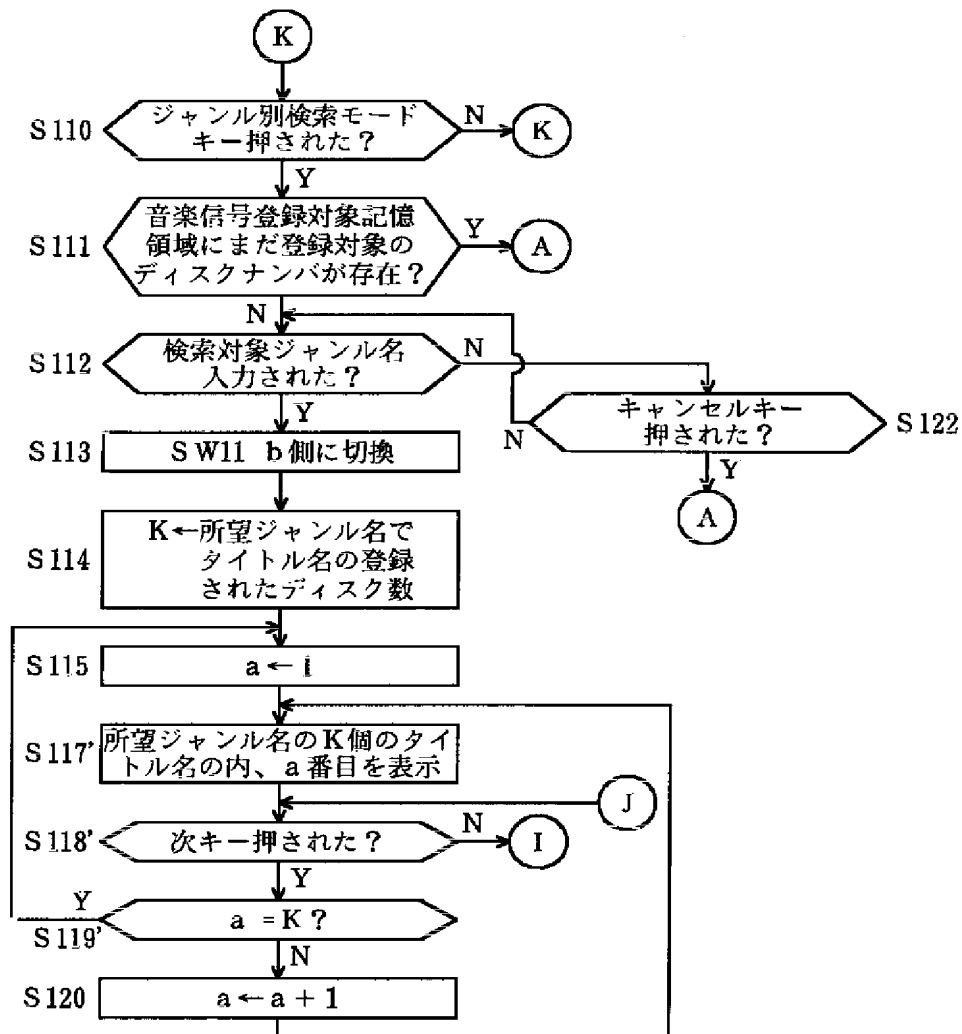 K
S110
ジャンル別検索モード
キー押された?
N
K
Y
S111
音楽信号登録対象記憶
領域にまだ登録対象の
ディスクナンバが存在?
Y
A
N
S112
検索対象ジャンル名
入力された?
N
Y
キャンセルキー
押された?
S122
N
Y
A
S113
SW11 b側に切換
S114
K←所望ジャンル名で
タイトル名の登録
されたディスク数
S115
a←1
S117'
所望ジャンル名のK個のタイ
トル名の内、a番目を表示
J
S118'
次キー押された?
N
I
Y
Y
S119'
a=K?
N
S120
a←a+1